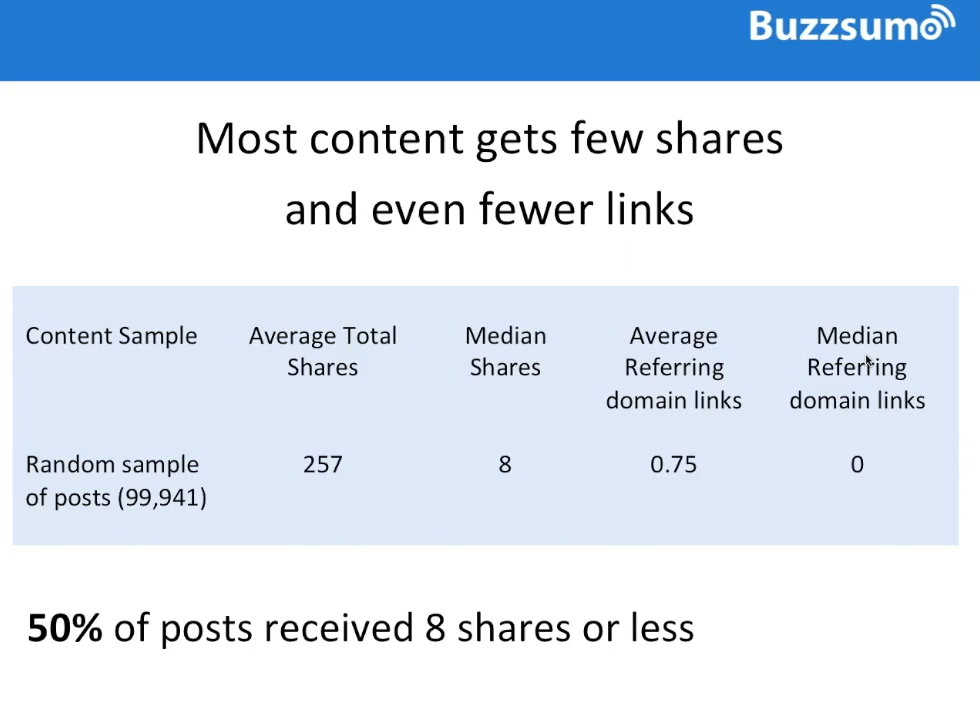 Buzzsumo
Most content gets few shares
and even fewer links
Content Sample Average Total Median Average Median
Shares Shares Referring Referring
domain links domain links
Random sample 257 8 0.75 0
of posts (99,941)
50% of posts received 8 shares or less